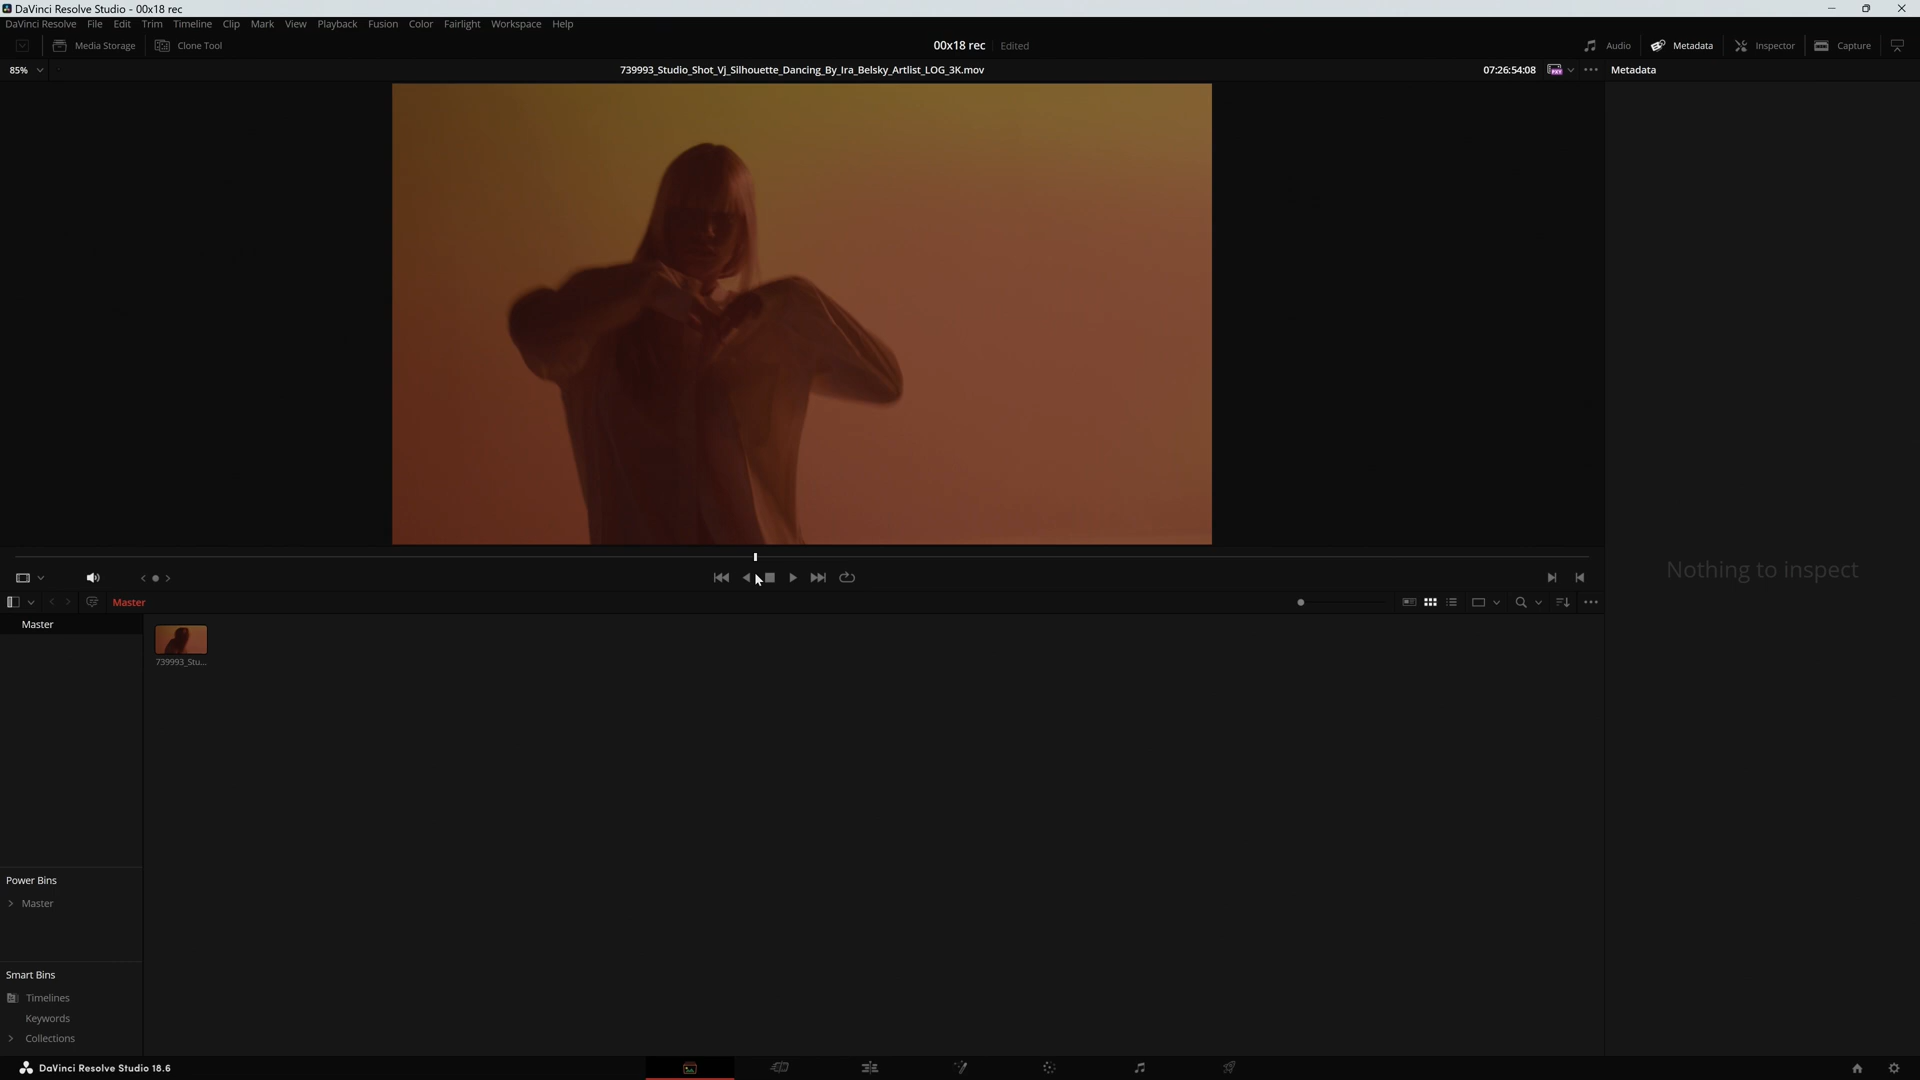 DaVinci Resolve Studio - 00x18 rec
DaVinci Resolve File Edit Trim Timeline Clip Mark View Playback Fusion Color Fairlight Workspace Help
Media Storage Clone Tool 00x18 rec Edited Audio Metadata Inspector Capture
85% 739993_Studio_Shot_Vj_Silhouette_Dancing_By_Ira_Belsky_Artlist_LOG_3K.mov 07:26:54:08 Metadata
Nothing to inspect
Master
Master
739993_Stu...
Power Bins
Master
Smart Bins
Timelines
Keywords
Collections
DaVinci Resolve Studio 18.6